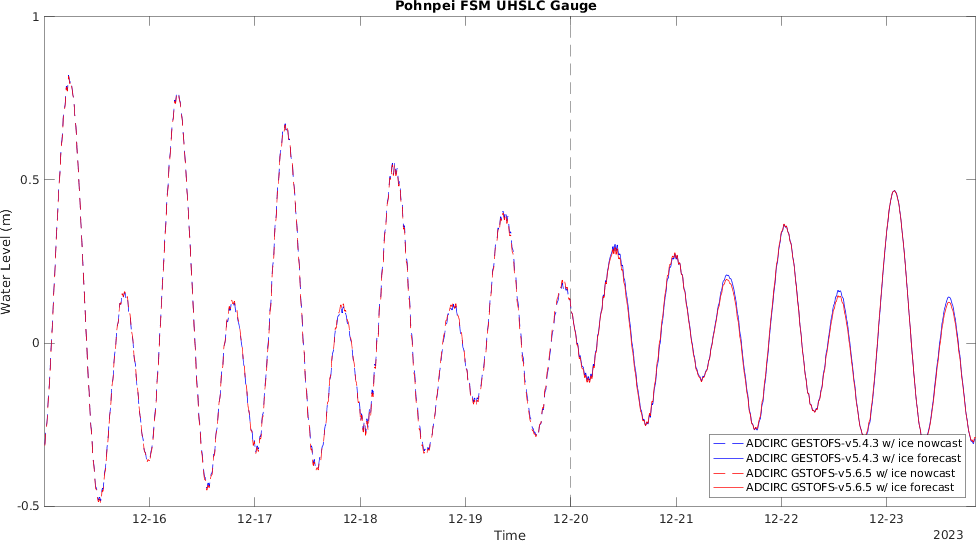 Pohnpei FSM UHSLC Gauge
1
0.5
0
-0.5
Water Level (m)
12-16 12-17 12-18 12-19 12-20 12-21 12-22 12-23
Time
2023
ADCIRC GESTOFS-v5.4.3 w/ ice nowcast
ADCIRC GESTOFS-v5.4.3 w/ ice forecast
ADCIRC GSTOFS-v5.6.5 w/ ice nowcast
ADCIRC GSTOFS-v5.6.5 w/ ice forecast